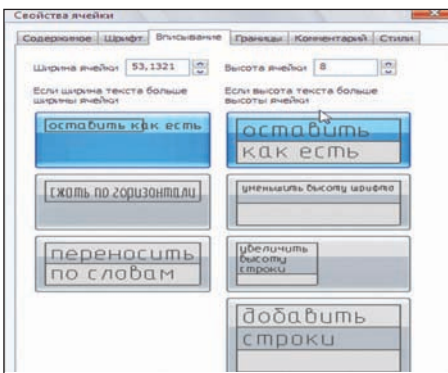 Свойства ячейки
Содержимое Шрифт Вписывание Границы Комментарий Стили
Ширина ячейки 53,1321 Высота ячейки 8
Если ширина текста больше ширины ячейки
Если высота текста больше высоты ячейки
оставить как есть
оставить
как есть
сжать по горизонтали
уменьшить высоту шрифта
переносить
по словам
увеличить
высоту
строки
добавить
строки